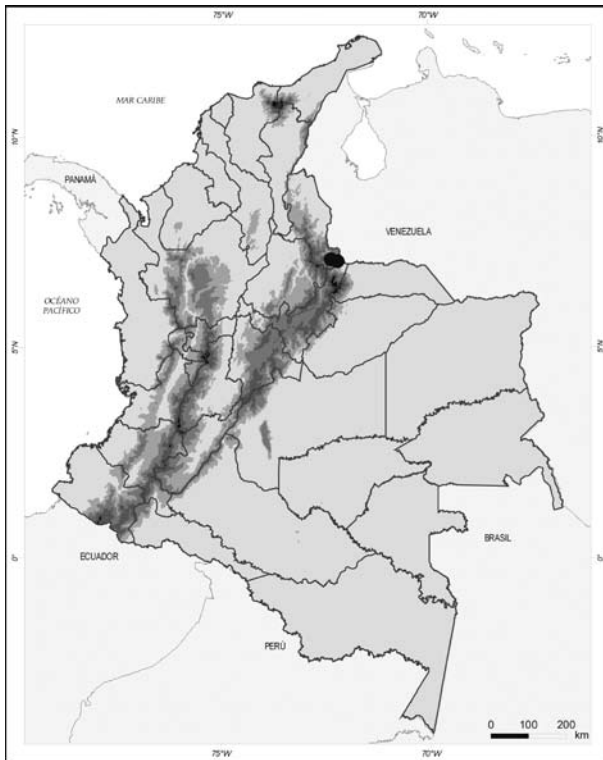 75°W 70°W
MAR CARIBE
10°N 10°N
PANAMÁ
VENEZUELA
OCÉANO
PACÍFICO
5°N 5°N
BRASIL
ECUADOR
0° 0°
PERÚ
0 100 200
km
75°W 70°W